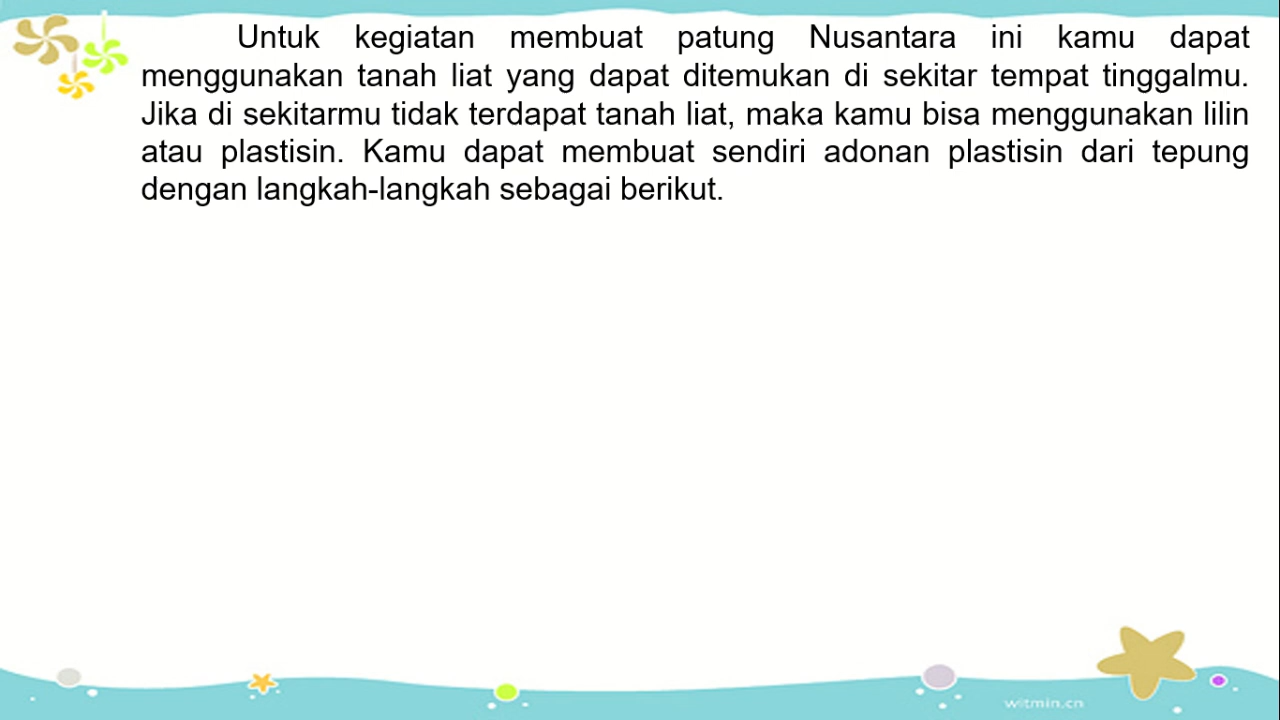 Untuk kegiatan membuat patung Nusantara ini kamu dapat
menggunakan tanah liat yang dapat ditemukan di sekitar tempat tinggalmu.
Jika di sekitarmu tidak terdapat tanah liat, maka kamu bisa menggunakan lilin
atau plastisin. Kamu dapat membuat sendiri adonan plastisin dari tepung
dengan langkah-langkah sebagai berikut.
witmin.cn